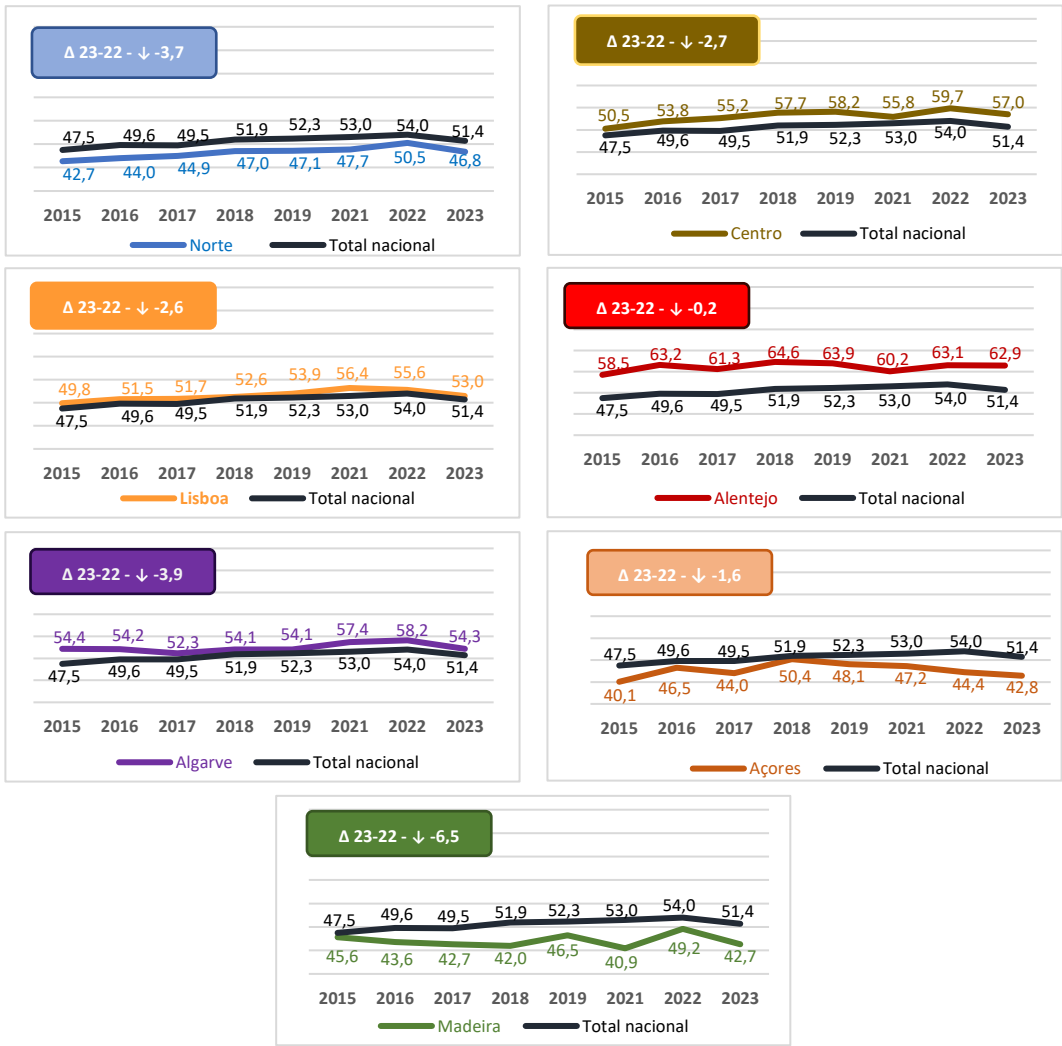 Δ 23-22 - ↓ -3,7
47,5 49,6 49,5 51,9 52,3 53,0 54,0 51,4
42,7 44,0 44,9 47,0 47,1 47,7 50,5 46,8
2015 2016 2017 2018 2019 2021 2022 2023
Norte Total nacional
Δ 23-22 - ↓ -2,7
50,5 53,8 55,2 57,7 58,2 55,8 59,7 57,0
47,5 49,6 49,5 51,9 52,3 53,0 54,0 51,4
2015 2016 2017 2018 2019 2021 2022 2023
Centro Total nacional
Δ 23-22 - ↓ -2,6
49,8 51,5 51,7 52,6 53,9 56,4 55,6 53,0
47,5 49,6 49,5 51,9 52,3 53,0 54,0 51,4
2015 2016 2017 2018 2019 2021 2022 2023
Lisboa Total nacional
Δ 23-22 - ↓ -0,2
58,5 63,2 61,3 64,6 63,9 60,2 63,1 62,9
47,5 49,6 49,5 51,9 52,3 53,0 54,0 51,4
2015 2016 2017 2018 2019 2021 2022 2023
Alentejo Total nacional
Δ 23-22 - ↓ -3,9
54,4 54,2 52,3 54,1 54,1 57,4 58,2 54,3
47,5 49,6 49,5 51,9 52,3 53,0 54,0 51,4
2015 2016 2017 2018 2019 2021 2022 2023
Algarve Total nacional
Δ 23-22 - ↓ -1,6
47,5 49,6 49,5 51,9 52,3 53,0 54,0 51,4
40,1 46,5 44,0 50,4 48,1 47,2 44,4 42,8
2015 2016 2017 2018 2019 2021 2022 2023
Açores Total nacional
Δ 23-22 - ↓ -6,5
47,5 49,6 49,5 51,9 52,3 53,0 54,0 51,4
45,6 43,6 42,7 42,0 46,5 40,9 49,2 42,7
2015 2016 2017 2018 2019 2021 2022 2023
Madeira Total nacional